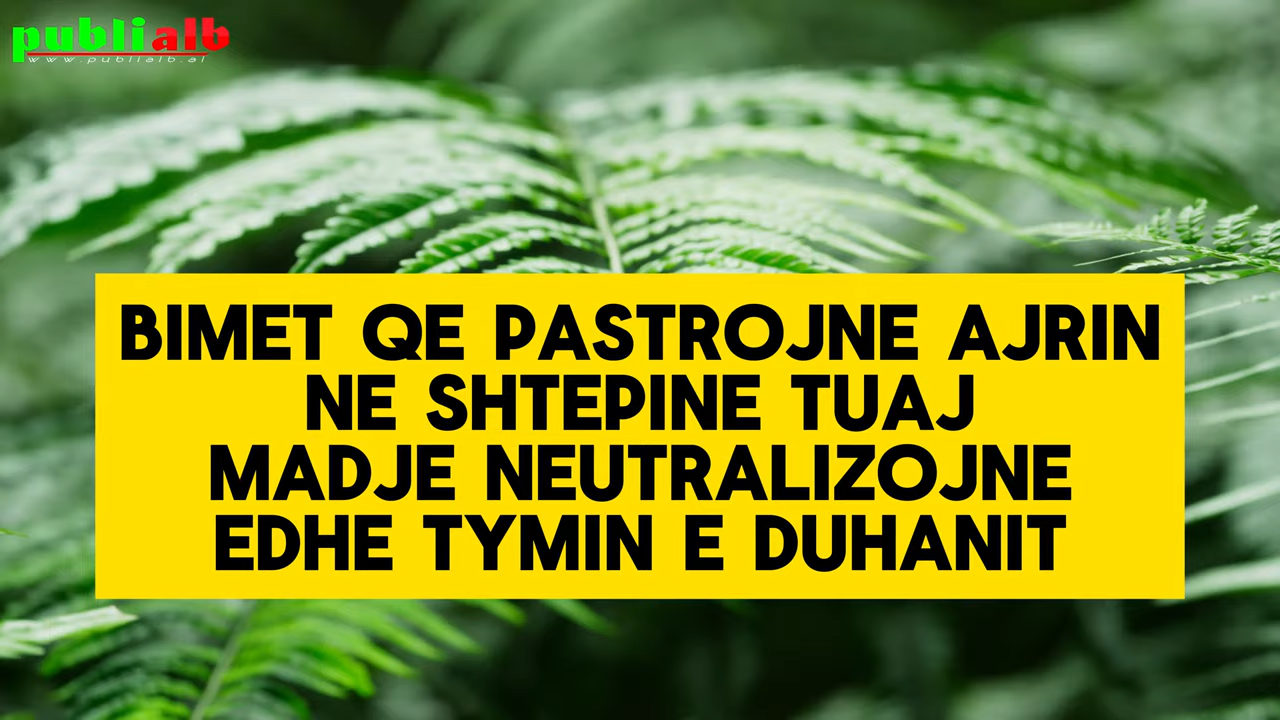 publialb
www.publialb.al
BIMET QE PASTROJNE AJRIN
NE SHTEPINE TUAJ
MADJE NEUTRALIZOJNE
EDHE TYMIN E DUHANIT